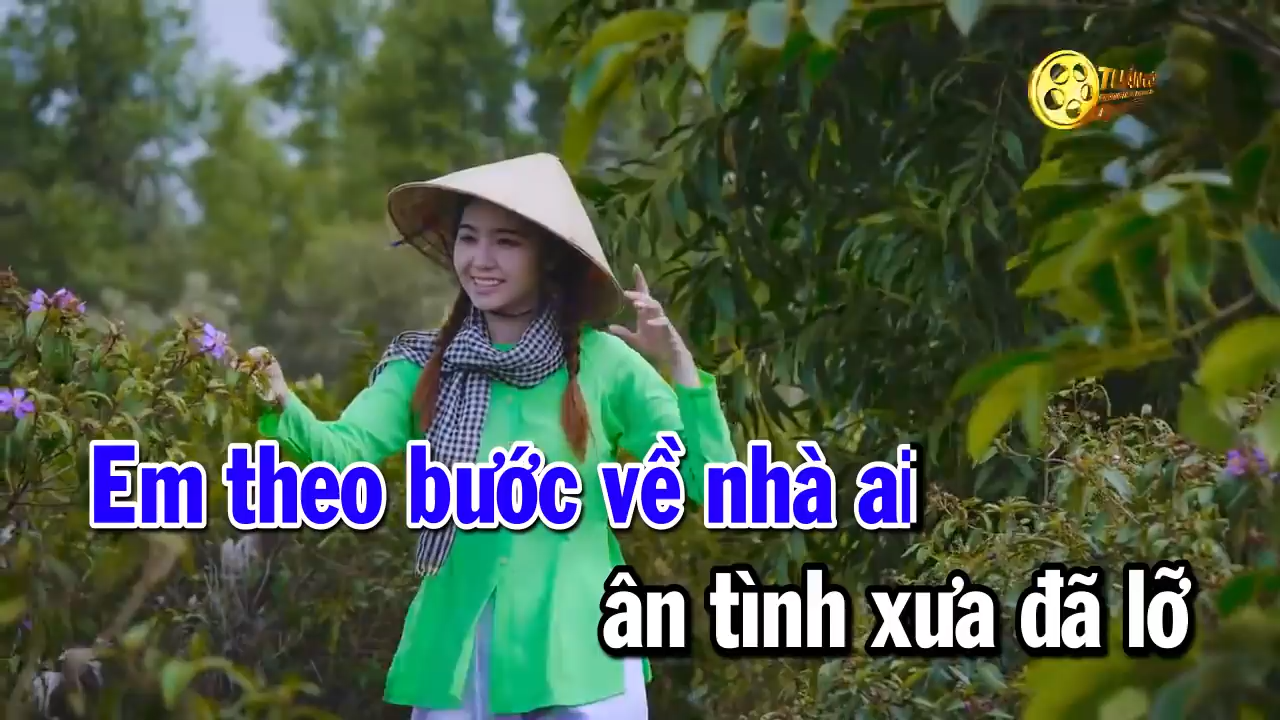 Em theo bước về nhà ai
ân tình xưa đã lỡ